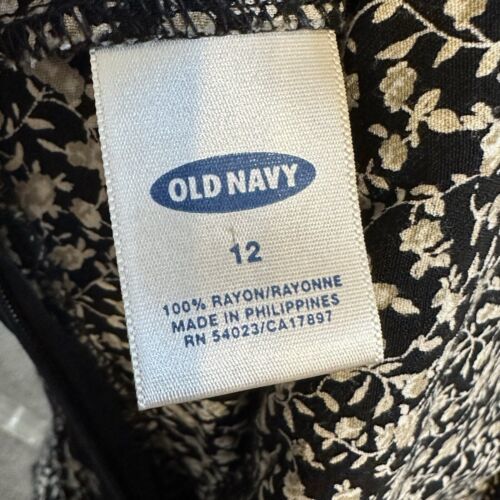 OLD NAVY
12
100% RAYON/RAYONNE
MADE IN PHILIPPINES
RN 54023/CA17897